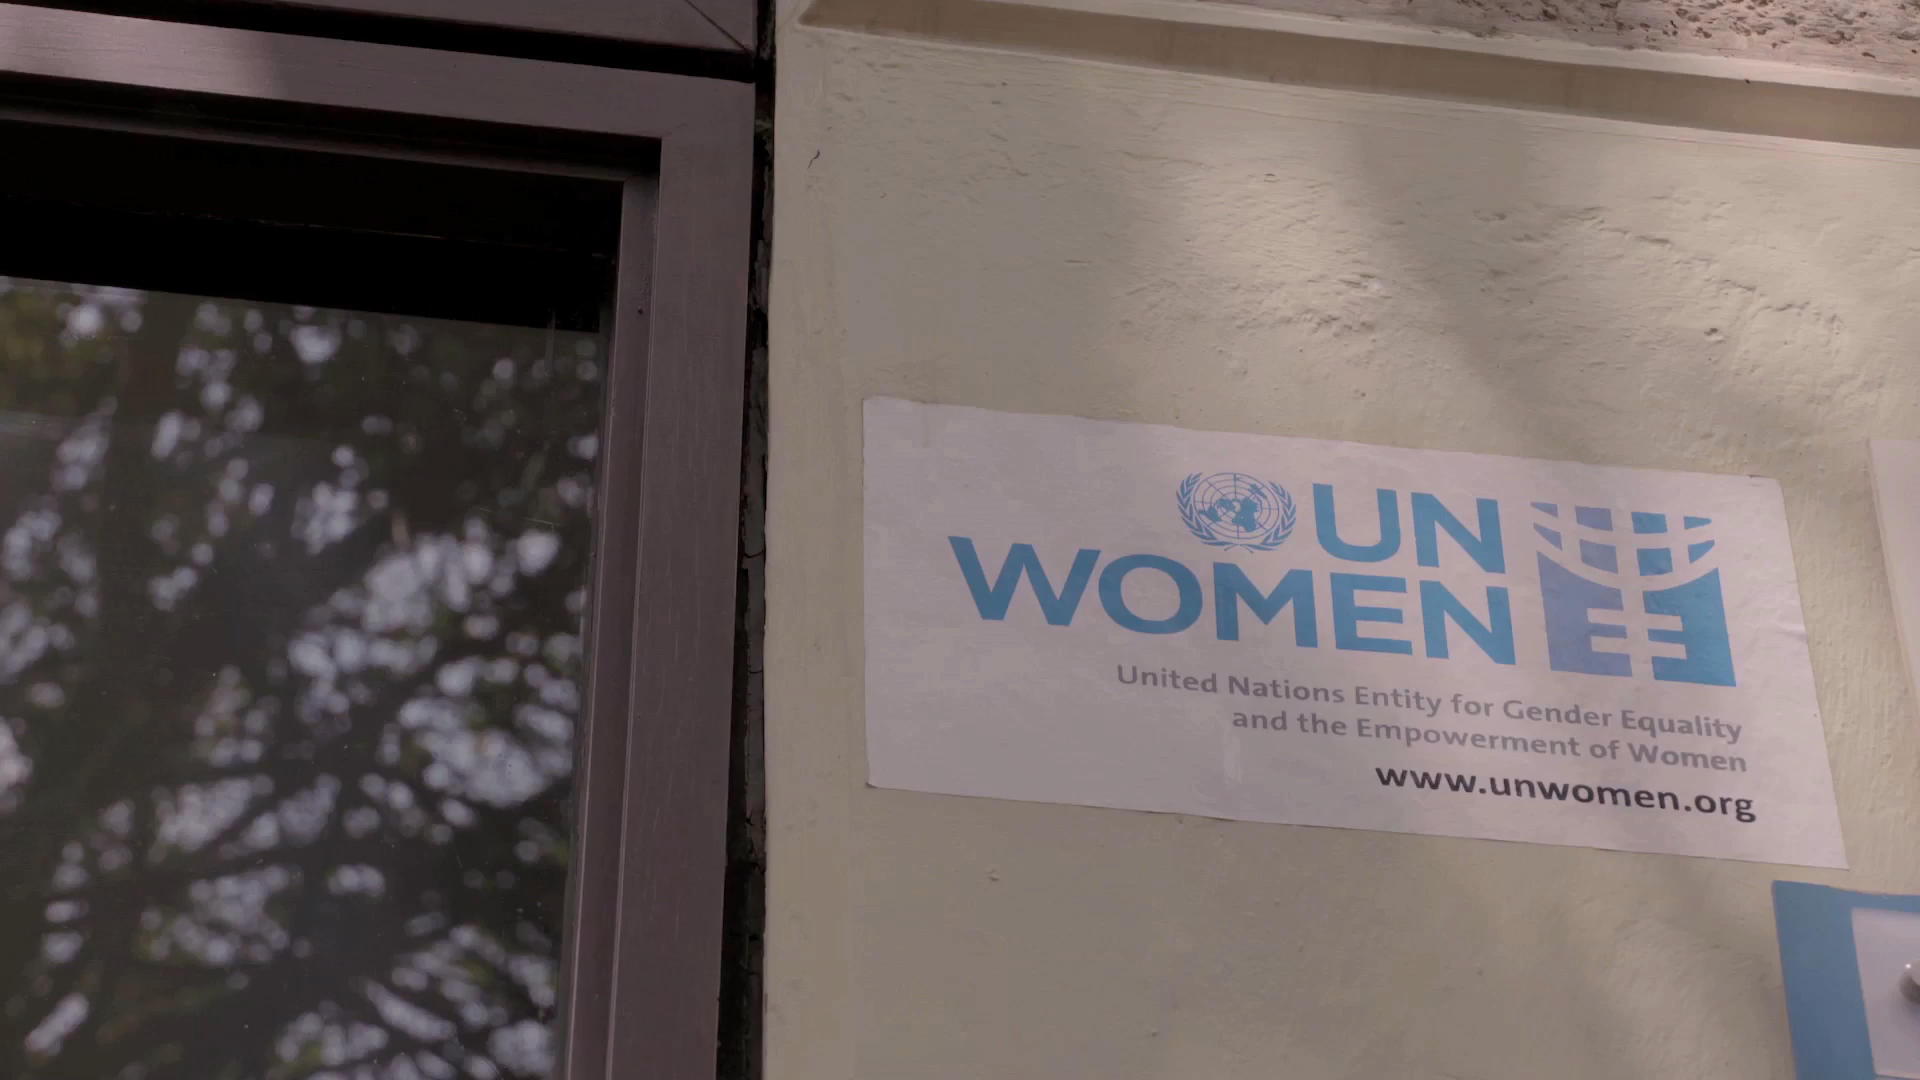 UN
WOMEN
United Nations Entity for Gender Equality
and the Empowerment of Women
www.unwomen.org